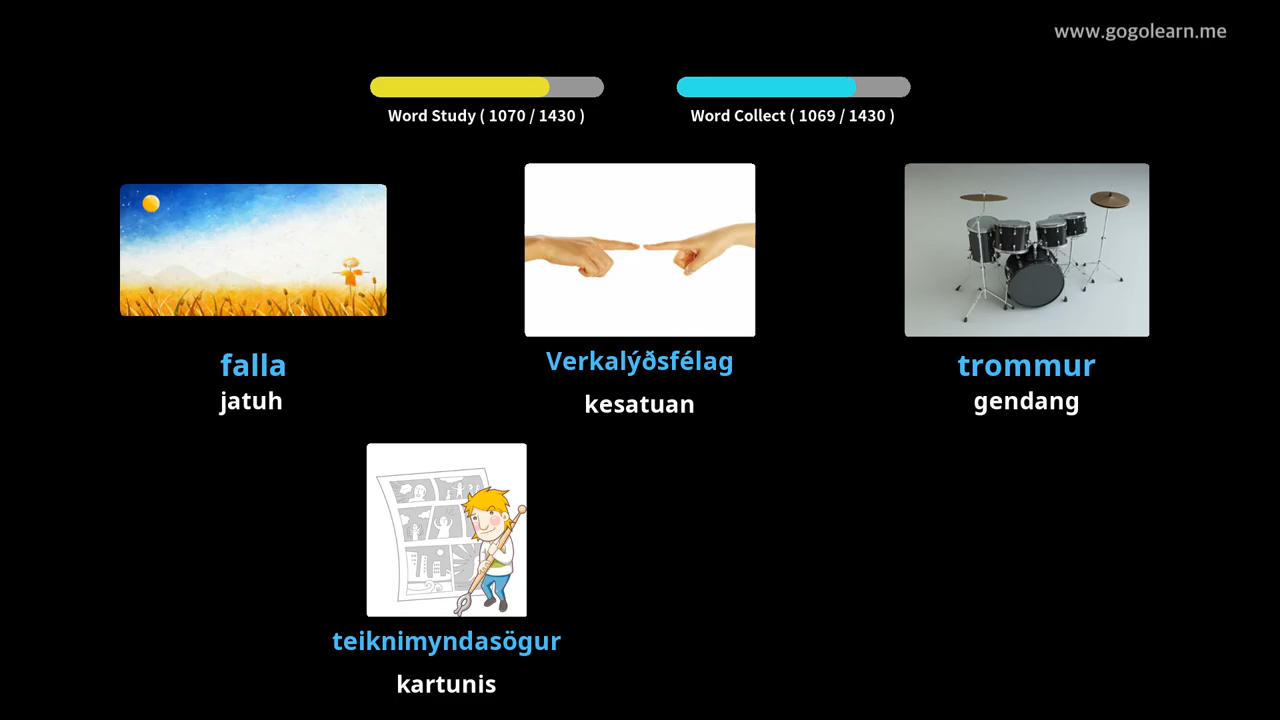 www.gogolearn.me
Word Study ( 1070 / 1430 )
Word Collect ( 1069 / 1430 )
falla
jatuh
Verkalýðsfélag
kesatuan
trommur
gendang
teiknimyndasögur
kartunis